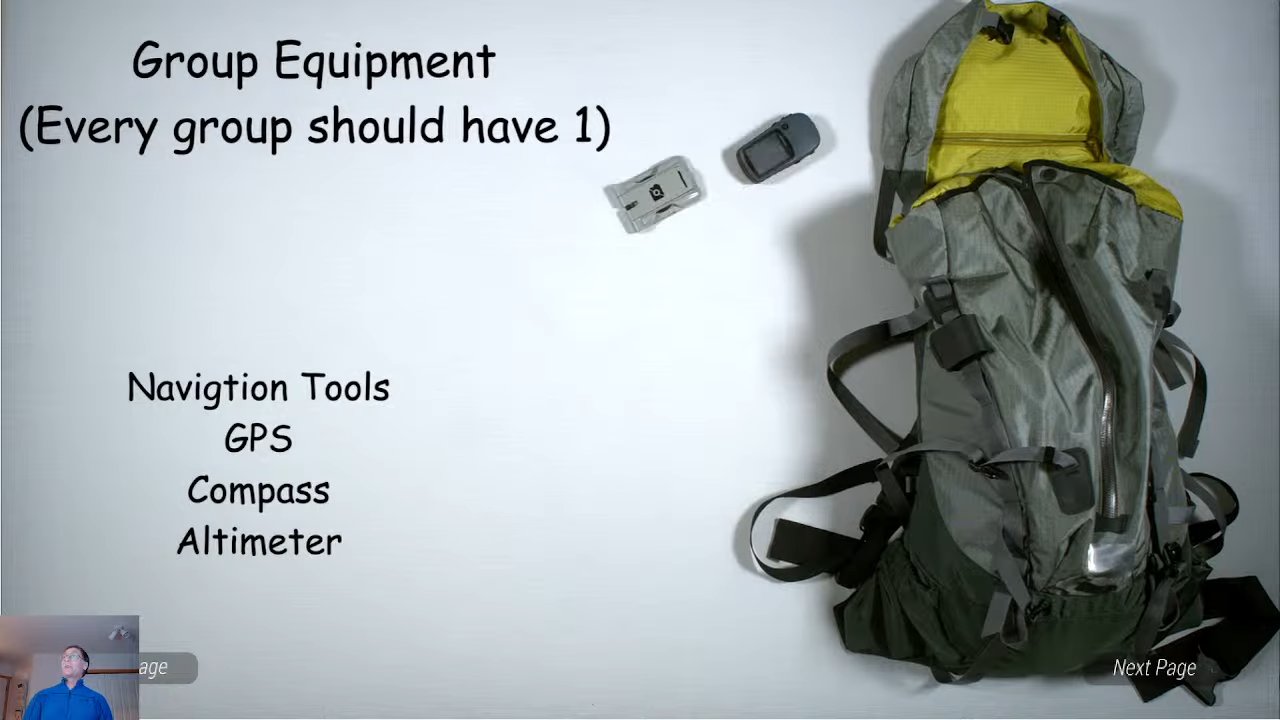 Group Equipment
(Every group should have 1)
Navigtion Tools
GPS
Compass
Altimeter
age
Next Page